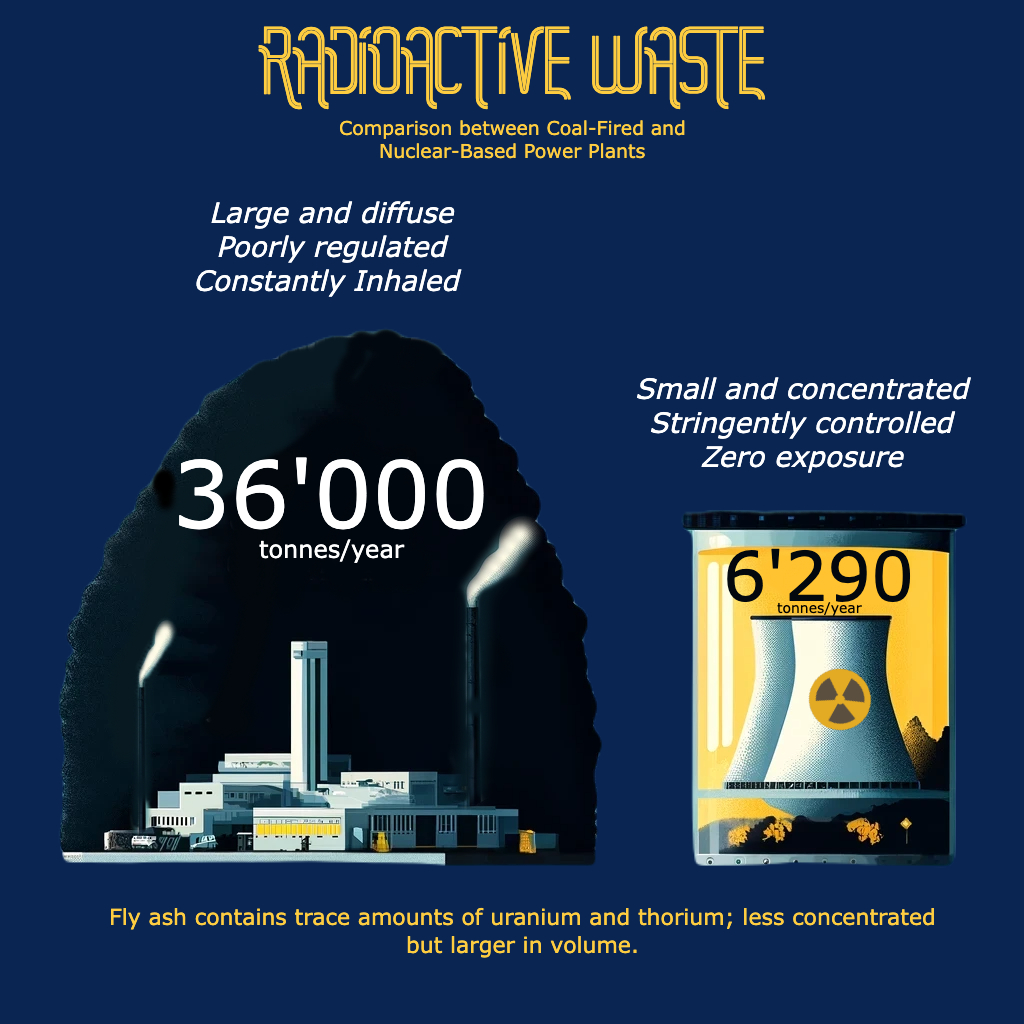 RADIOACTIVE WASTE
Comparison between Coal-Fired and
Nuclear-Based Power Plants
Large and diffuse
Poorly regulated
Constantly Inhaled
36'000
tonnes/year
Small and concentrated
Stringently controlled
Zero exposure
6'290
tonnes/year
Fly ash contains trace amounts of uranium and thorium; less concentrated
but larger in volume.